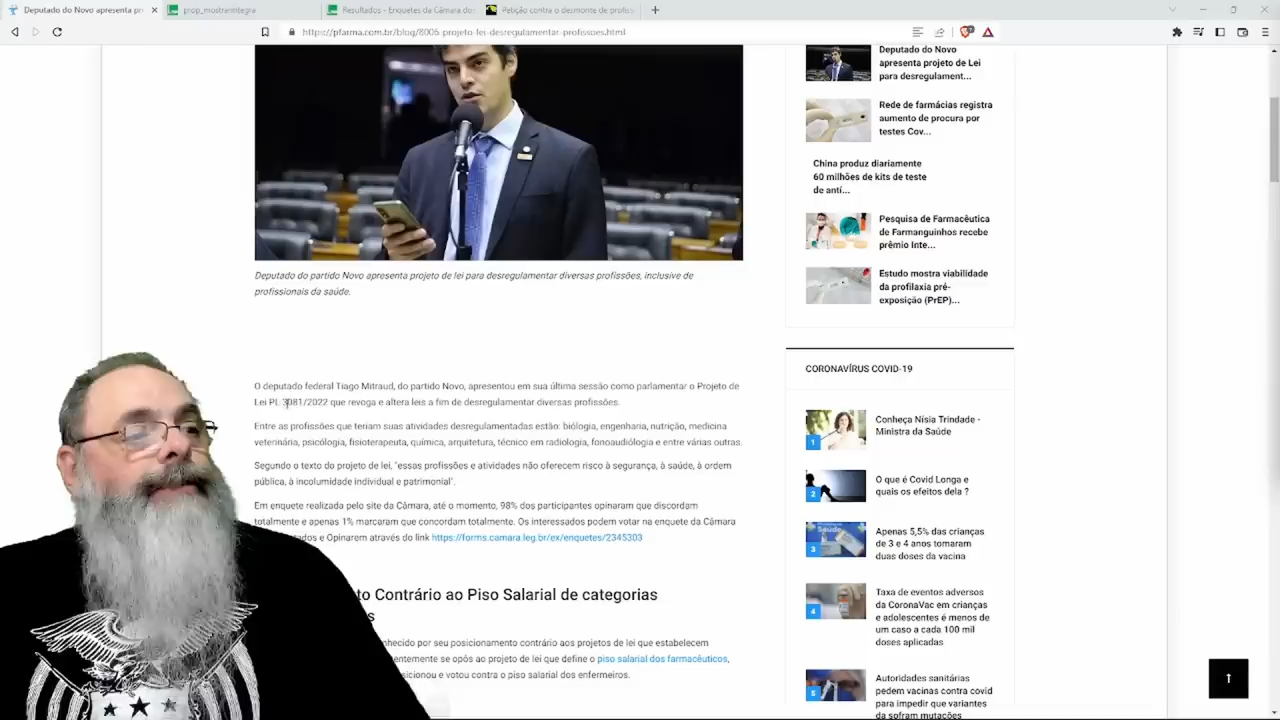 Deputado do Novo apresenta pr
prop_mostrarintegra
Resultados - Enquetes da Câmara dos
Petição contra o desmonte de profiss
https://pfarma.com.br/blog/8006-projeto-lei-desregulamentar-profissoes.html
Deputado do partido Novo apresenta projeto de lei para desregulamentar diversas profissões, inclusive de
profissionais da saúde.
O deputado federal Tiago Mitraud, do partido Novo, apresentou em sua última sessão como parlamentar o Projeto de
Lei PL 3081/2022 que revoga e altera leis a fim de desregulamentar diversas profissões.
Entre as profissões que teriam suas atividades desregulamentadas estão: biólogia, engenharia, nutrição, medicina
veterinária, psicólogia, fisioterapeuta, química, arquitetura, técnico em radiologia, fonoaudiólogia e entre várias outras.
Segundo o texto do projeto de lei, "essas profissões e atividades não oferecem risco à segurança, à saúde, à ordem
pública, à incolumidade individual e patrimonial".
Em enquete realizada pelo site da Câmara, até o momento, 98% dos participantes opinaram que discordam
totalmente e apenas 1% marcaram que concordam totalmente. Os interessados podem votar na enquete da Câmara
tados e Opinarem através do link https://forms.camara.leg.br/ex/enquetes/2345303
to Contrário ao Piso Salarial de categorias
s
nhecido por seu posicionamento contrário aos projetos de lei que estabelecem
entemente se opôs ao projeto de lei que define o piso salarial dos farmacêuticos,
sicionou e votou contra o piso salarial dos enfermeiros.
Deputado do Novo
apresenta projeto de Lei
para desregulament...
Rede de farmácias registra
aumento de procura por
testes Cov...
China produz diariamente
60 milhões de kits de teste
de antí...
Pesquisa de Farmacêutica
de Farmanguinhos recebe
prêmio Inte...
Estudo mostra viabilidade
da profilaxia pré-
exposição (PrEP)...
CORONAVÍRUS COVID-19
1
Conheça Nísia Trindade -
Ministra da Saúde
2
O que é Covid Longa e
quais os efeitos dela ?
3
Apenas 5,5% das crianças
de 3 e 4 anos tomaram
duas doses da vacina
4
Taxa de eventos adversos
da CoronaVac em crianças
e adolescentes é menos de
um caso a cada 100 mil
doses aplicadas
5
Autoridades sanitárias
pedem vacinas contra covid
para impedir que variantes
da sofram mutações